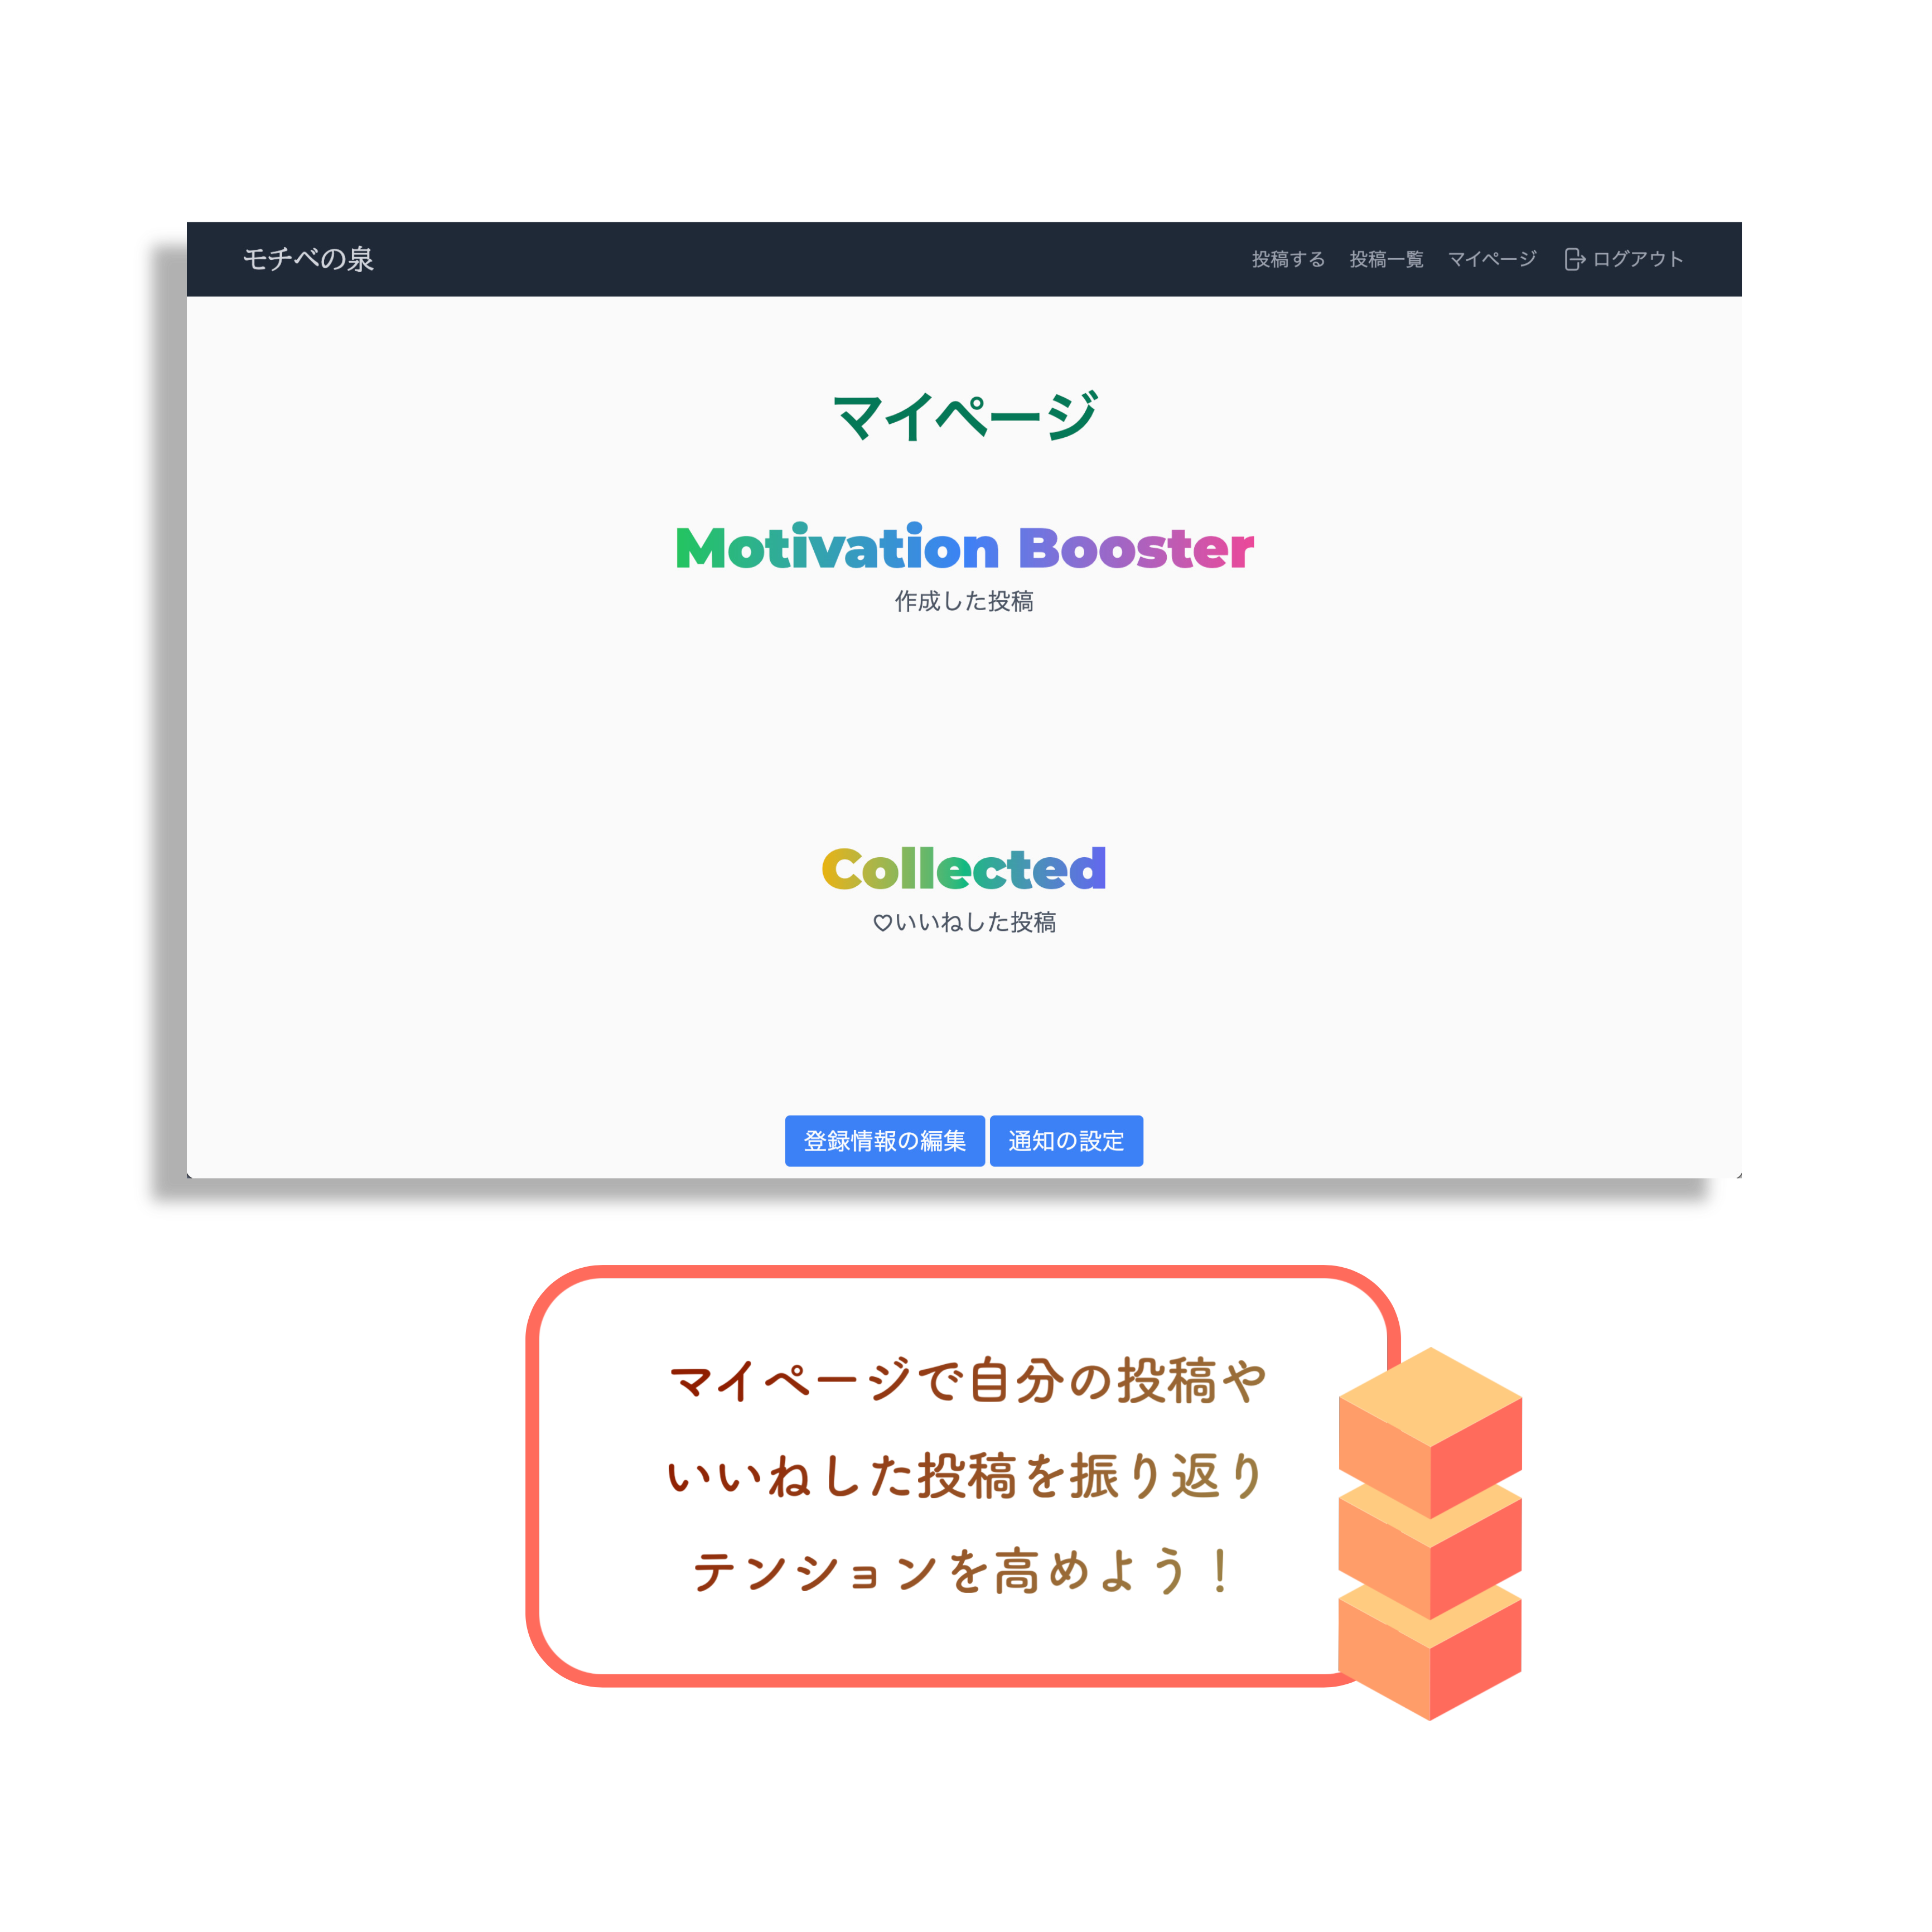 モチベの泉
投稿する 投稿一覧 マイページ ログアウト
マイページ
Motivation Booster
作成した投稿
Collected
♡いいねした投稿
登録情報の編集 通知の設定
マイページで自分の投稿や
いいねした投稿を振り返り
テンションを高めよう！